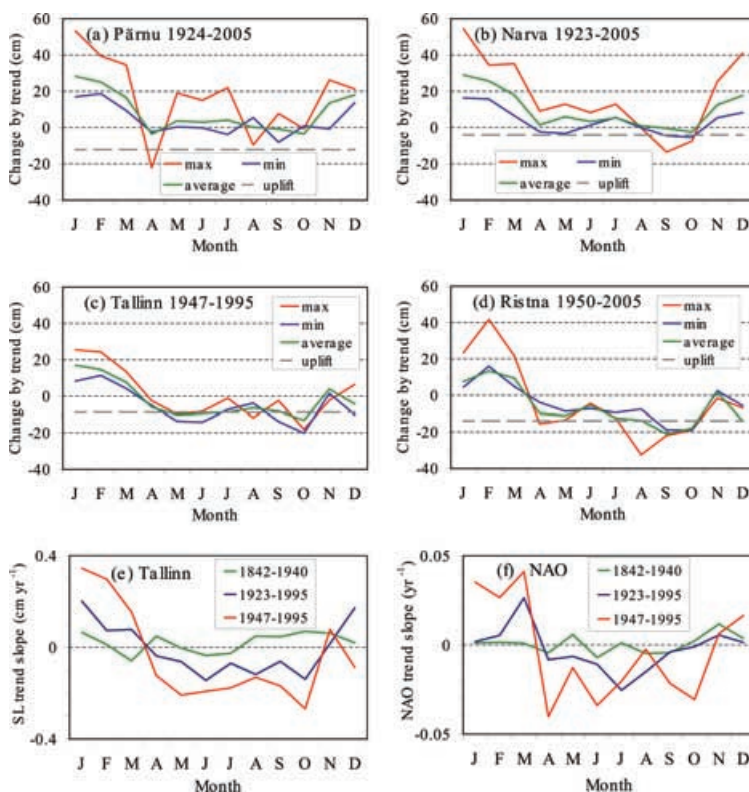 (a) Pärnu 1924-2005
Change by trend (cm)
60
40
20
0
-20
-40
max
min
average
uplift
J F M A M J J A S O N D
Month
(b) Narva 1923-2005
Change by trend (cm)
60
40
20
0
-20
-40
max
min
average
uplift
J F M A M J J A S O N D
Month
(c) Tallinn 1947-1995
Change by trend (cm)
60
40
20
0
-20
-40
max
min
average
uplift
J F M A M J J A S O N D
Month
(d) Ristna 1950-2005
Change by trend (cm)
60
40
20
0
-20
-40
max
min
average
uplift
J F M A M J J A S O N D
Month
(e) Tallinn
SL trend slope (cm yr⁻¹)
0.4
0
-0.4
1842-1940
1923-1995
1947-1995
J F M A M J J A S O N D
Month
(f) NAO
NAO trend slope (yr⁻¹)
0.05
0
-0.05
1842-1940
1923-1995
1947-1995
J F M A M J J A S O N D
Month